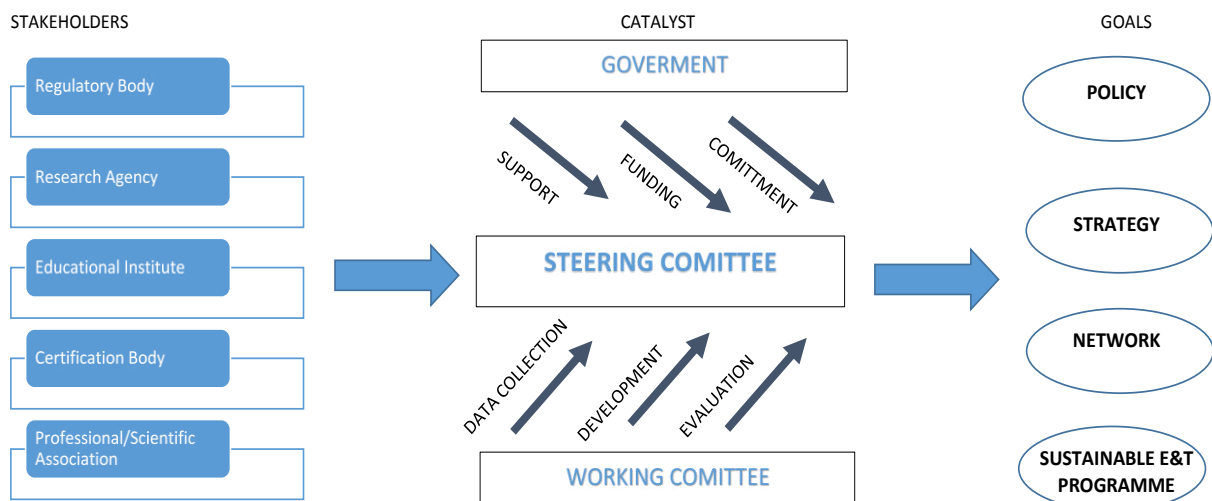 STAKEHOLDERS
Regulatory Body
Research Agency
Educational Institute
Certification Body
Professional/Scientific
Association
CATALYST
GOVERMENT
SUPPORT
FUNDING
COMITTMENT
STEERING COMITTEE
DATA COLLECTION
DEVELOPMENT
EVALUATION
WORKING COMITTEE
GOALS
POLICY
STRATEGY
NETWORK
SUSTAINABLE E&T
PROGRAMME